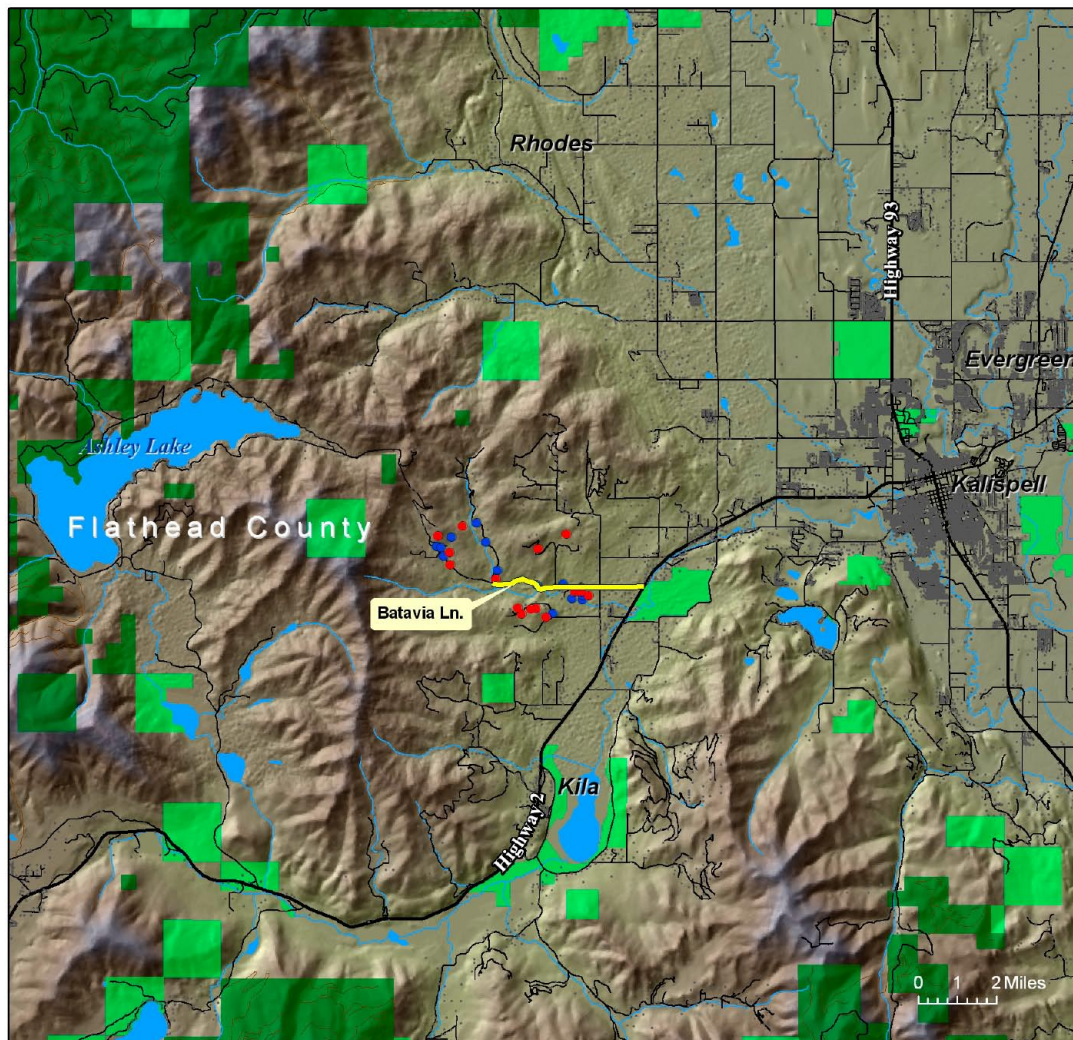 Rhodes
Highway 93
Evergreen
Ashley Lake
Kalispell
Flathead County
Batavia Ln.
Kila
Highway 2
0 1 2 Miles